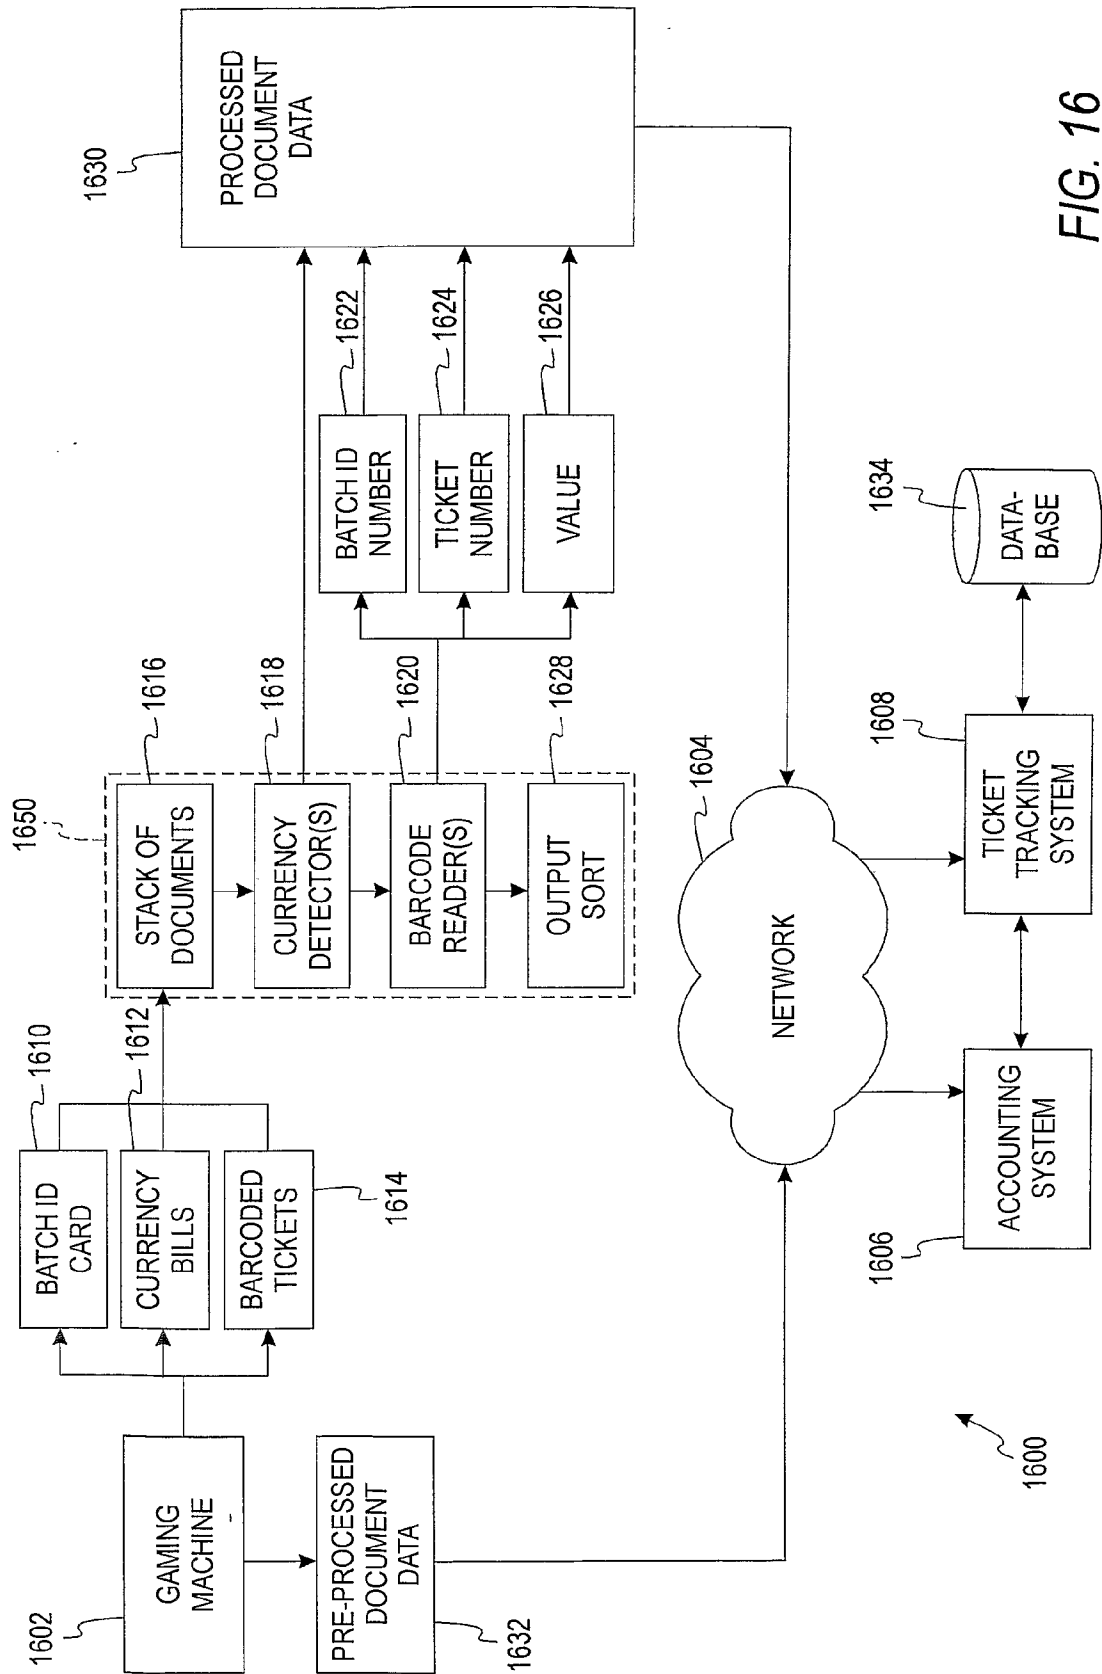 1602
GAMING
MACHINE
PRE-PROCESSED
DOCUMENT
DATA
1632
BATCH ID
CARD
1610
CURRENCY
BILLS
1612
BARCODED
TICKETS
1614
1650
STACK OF
DOCUMENTS
1616
CURRENCY
DETECTOR(S)
1618
BARCODE
READER(S)
1620
OUTPUT
SORT
1628
BATCH ID
NUMBER
1622
TICKET
NUMBER
1624
VALUE
1626
1630
PROCESSED
DOCUMENT
DATA
NETWORK
1604
1606
ACCOUNTING
SYSTEM
TICKET
TRACKING
SYSTEM
1608
1634
DATA-
BASE
1600
FIG. 16